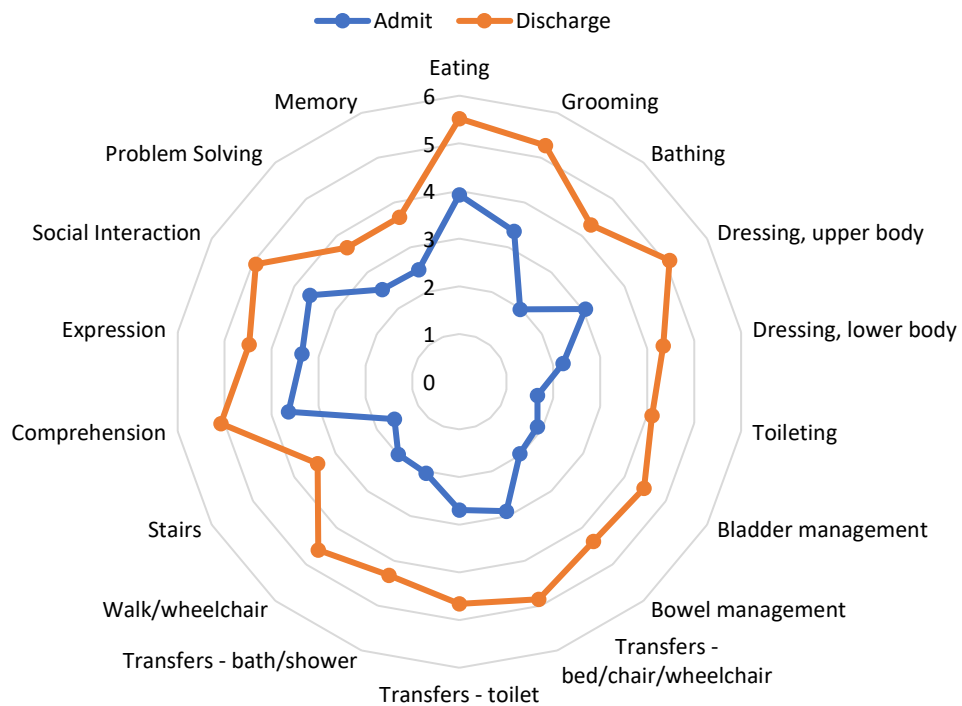 Admit
Discharge
Eating
Grooming
Bathing
Dressing, upper body
Dressing, lower body
Toileting
Bladder management
Bowel management
Transfers -
bed/chair/wheelchair
Transfers - toilet
Transfers - bath/shower
Walk/wheelchair
Stairs
Comprehension
Expression
Social Interaction
Problem Solving
Memory
6
5
4
3
2
1
0